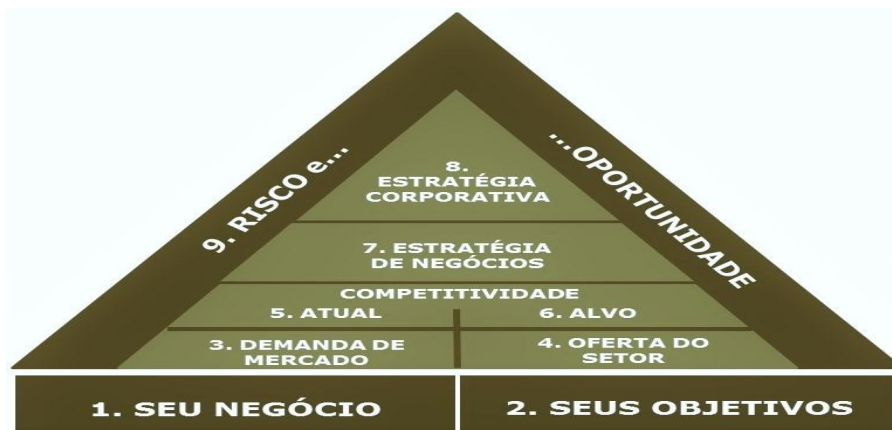 9. RISCO e...
...OPORTUNIDADE
8.
ESTRATÉGIA
CORPORATIVA
7. ESTRATÉGIA
DE NEGÓCIOS
COMPETITIVIDADE
5. ATUAL
6. ALVO
3. DEMANDA DE
MERCADO
4. OFERTA DO
SETOR
1. SEU NEGÓCIO
2. SEUS OBJETIVOS